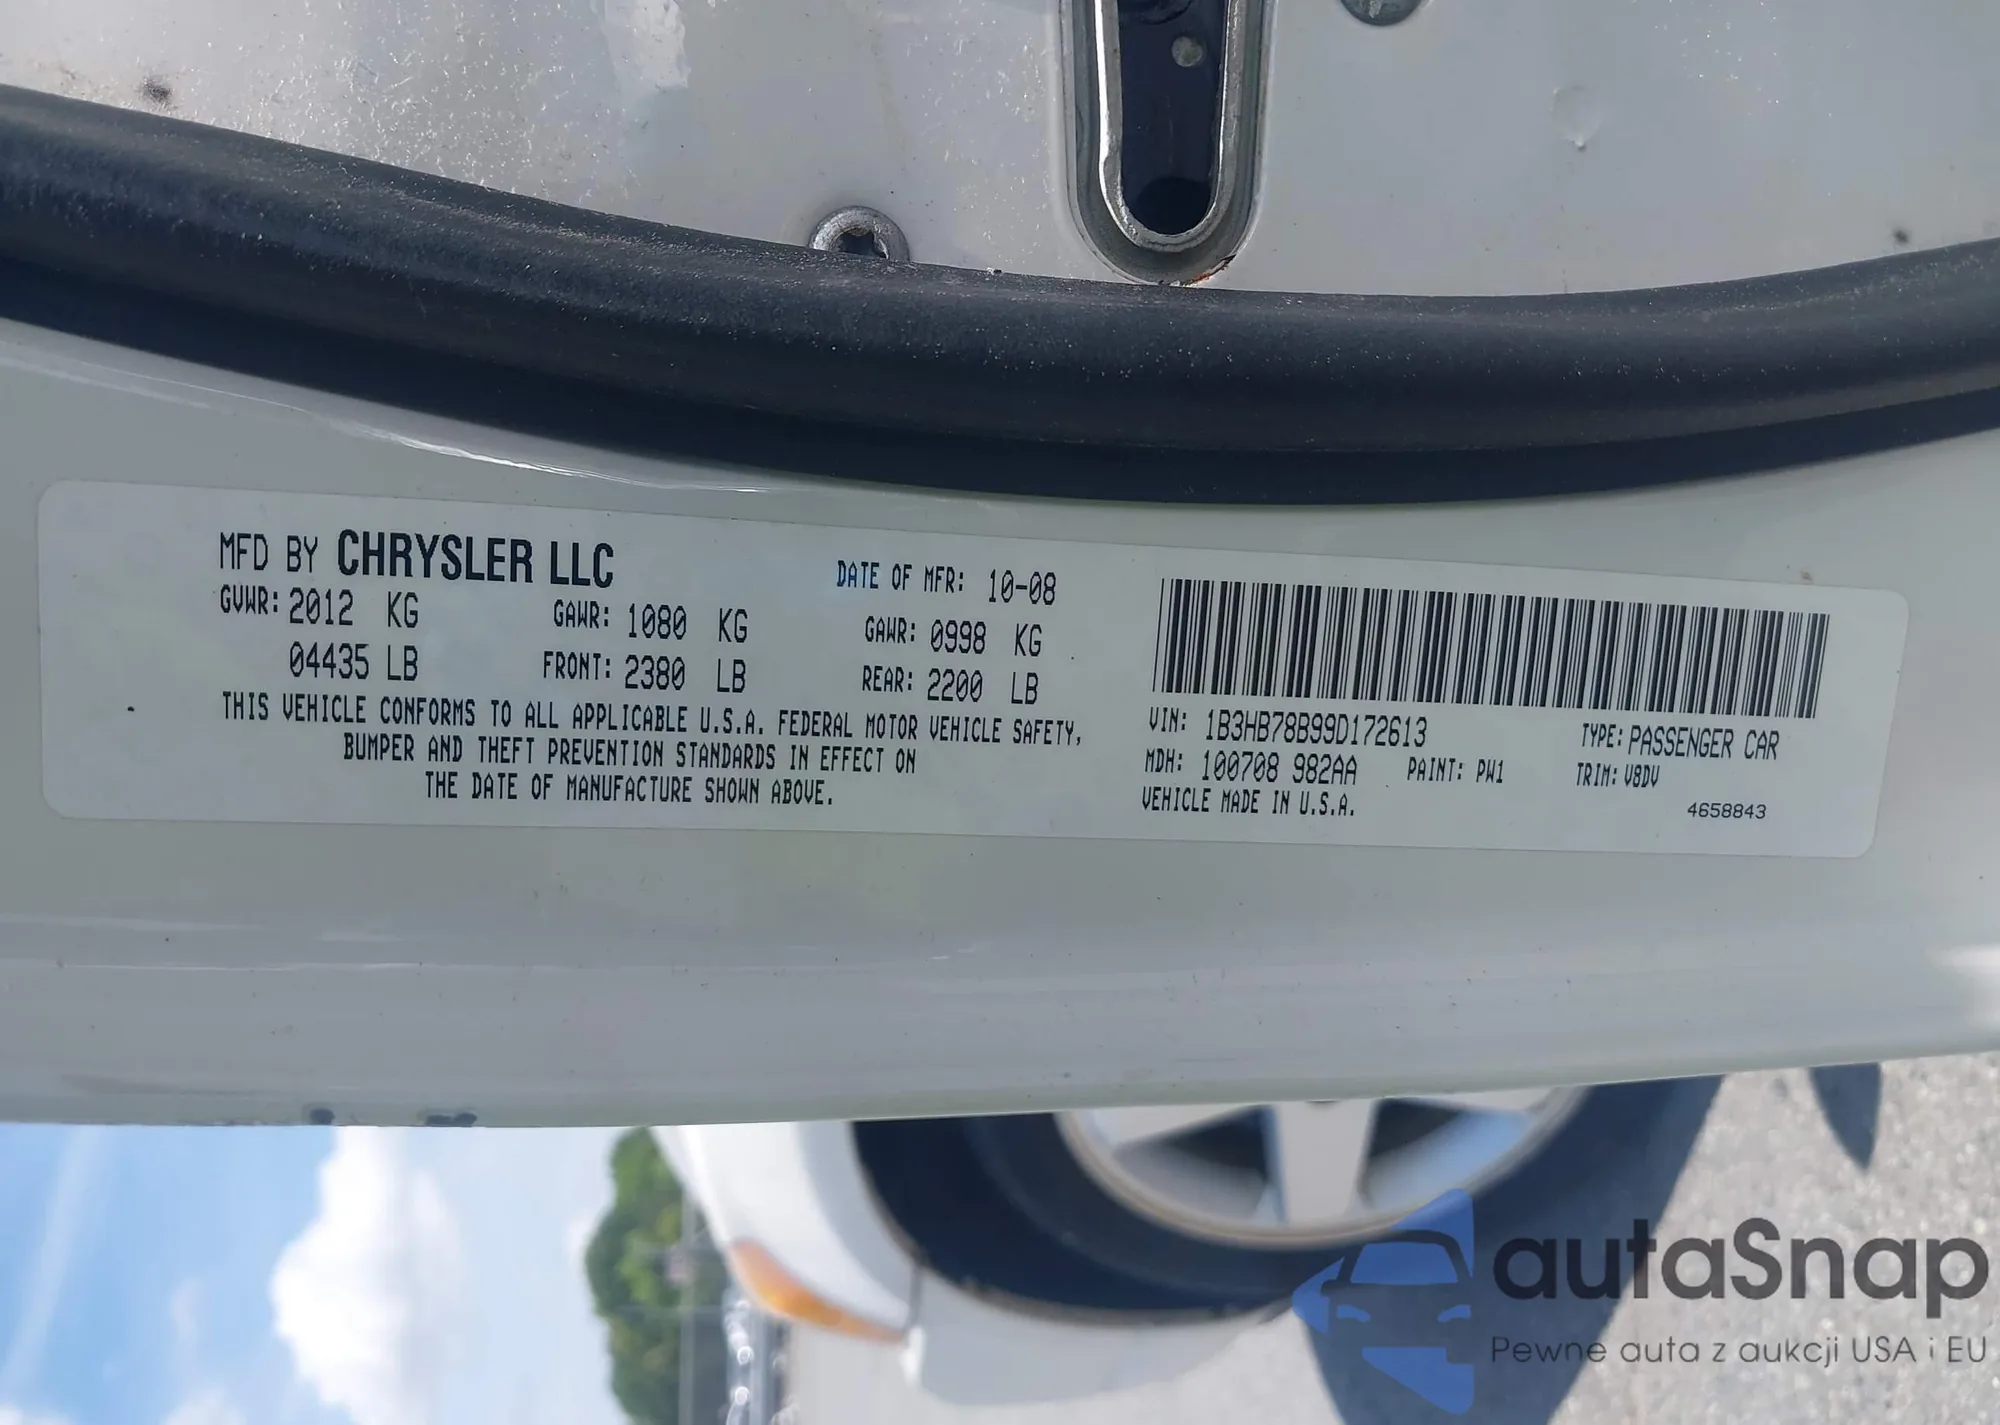 MFD BY CHRYSLER LLC
DATE OF MFR: 10-08
GVWR: 2012 KG GAWR: 1080 KG GAWR: 0998 KG
04435 LB FRONT: 2380 LB REAR: 2200 LB
THIS VEHICLE CONFORMS TO ALL APPLICABLE U.S.A. FEDERAL MOTOR VEHICLE SAFETY,
BUMPER AND THEFT PREVENTION STANDARDS IN EFFECT ON
THE DATE OF MANUFACTURE SHOWN ABOVE.
VIN: 1B3HB78B99D172613 TYPE: PASSENGER CAR
MDH: 100708 982AA PAINT: PW1 TRIM: V8DV
VEHICLE MADE IN U.S.A. 4658843
autaSnap
Pewne auta z aukcji USA i EU